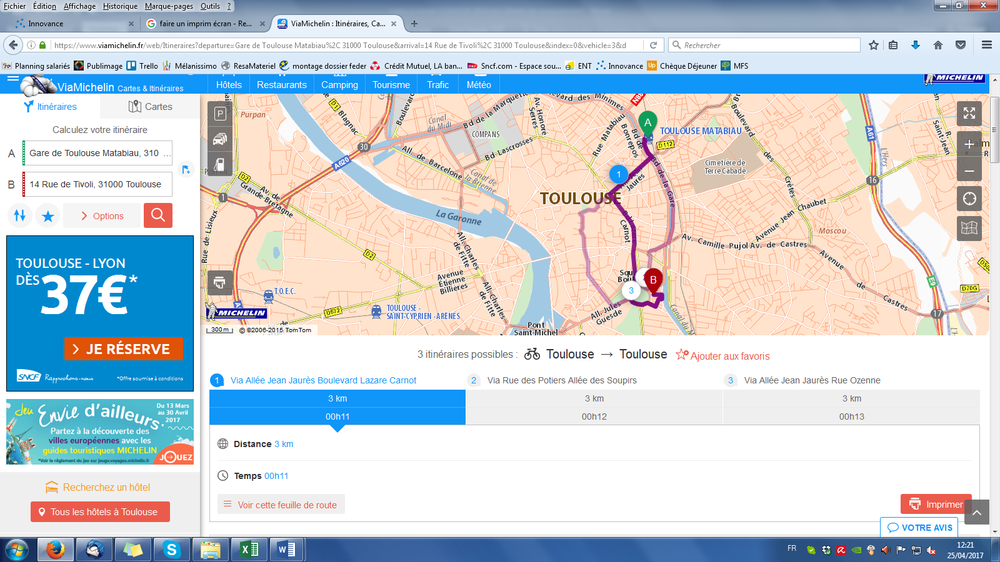 Fichier Édition Affichage Historique Marque-pages Outils ?
Innovance
faire un imprim écran - Re...
ViaMichelin : Itinéraires, Ca...
https://www.viamichelin.fr/web/Itineraires?departure=Gare de Toulouse Matabiau%2C 31000 Toulouse&arrival=14 Rue de Tivoli%2C 31000 Toulouse&index=0&vehicle=3&d
Rechercher
Planning salariés Publimage Trello Mélanissimo ResaMateriel montage dossier feder Crédit Mutuel, LA ban... Sncf.com - Espace sou... ENT Innovance Chèque Déjeuner MFS
ViaMichelin Cartes & Itinéraires
Hôtels Restaurants Camping Tourisme Trafic Météo
MICHELIN
Itinéraires
Cartes
Calculez votre itinéraire
A Gare de Toulouse Matabiau, 310 ...
B 14 Rue de Tivoli, 31000 Toulouse
Options
TOULOUSE - LYON
DÈS 37€*
JE RÉSERVE
SNCF Rapprochons-nous
*Offre soumise à conditions
Jeu Envie d'ailleurs*
Du 13 Mars
au 30 Avril
2017
Partez à la découverte des
villes européennes avec les
guides touristiques MICHELIN
JOUEZ
*Voir le règlement du jeu sur jeugv.voyages.michelin.fr
Recherchez un hôtel
Tous les hôtels à Toulouse
P
Purpan
D1
Blagnac
Boulevard
Canal
du Midi
Bd de la Marquette
COMPANS
Bd Lascrosses
Av. Honoré
Serres
Rue Matabiau
Bd de
Bonrepos
A
TOULOUSE MATABIAU
D112
Boulevard
des
Crêtes
Cimetière de
Terre Cabade
A61
L'Hers
R.
St-Jean
30
A620
All. de Barcelone
Canal de
la Brienne
1
Jaures
Bd de la Gare
TOULOUSE
La Garonne
D2
Av. de
Grande-Bretagne
1
Rue de Lisieux
16
Avenue Jean Chaubet
Moscou
Carnot
Av. Camille Pujol
Av. de Castres
Avenue
de
Castres
All. Charles
de Fitte
D2
Avenue
Étienne
Billières
All. Charles
de Fitte
T.O.E.C.
D632
TOULOUSE -
SAINT-CYPRIEN - ARÈNES
3
B
All. Jules
Guesde
Canal du
Pont
Saint-Michel
E9
D70G
17
MICHELIN
300 m
© ©2006-2015 TomTom
3 itinéraires possibles : Toulouse → Toulouse Ajouter aux favoris
1 Via Allée Jean Jaurès Boulevard Lazare Carnot
2 Via Rue des Potiers Allée des Soupirs
3 Via Allée Jean Jaurès Rue Ozenne
3 km 3 km 3 km
00h11 00h12 00h13
Distance 3 km
Temps 00h11
Voir cette feuille de route
Imprimer
VOTRE AVIS
FR
12:21
25/04/2017